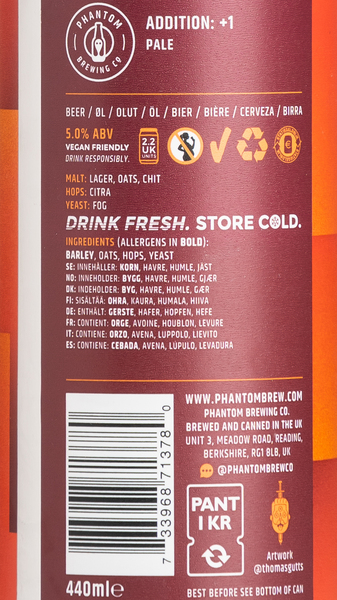 PHANTOM
BREWING CO
ADDITION: +1
PALE
BEER / ØL / OLUT / ÖL / BIER / BIÈRE / CERVEZA / BIRRA
5.0% ABV
VEGAN FRIENDLY
DRINK RESPONSIBLY.
2.2
UK
UNITS
MALT: LAGER, OATS, CHIT
HOPS: CITRA
YEAST: FOG
DRINK FRESH. STORE COLD.
INGREDIENTS (ALLERGENS IN BOLD):
BARLEY, OATS, HOPS, YEAST
SE: INNEHÅLLER: KORN, HAVRE, HUMLE, JÄST
NO: INNEHOLDER: BYGG, HAVRE, HUMLE, GJÆR
DK: INDEHOLDER: BYG, HAVRE, HUMLE, GÆR
FI: SISÄLTÄÄ: OHRA, KAURA, HUMALA, HIIVA
DE: ENTHÄLT: GERSTE, HAFER, HOPFEN, HEFE
FR: CONTIENT: ORGE, AVOINE, HOUBLON, LEVURE
IT: CONTIENE: ORZO, AVENA, LUPPOLO, LIEVITO
ES: CONTIENE: CEBADA, AVENA, LÚPULO, LEVADURA
7 33968 71378 0
440ml℮
WWW.PHANTOMBREW.COM
PHANTOM BREWING CO.
BREWED AND CANNED IN THE UK
UNIT 3, MEADOW ROAD, READING,
BERKSHIRE, RG1 8LB, UK
@PHANTOMBREWCO
PANT
1 KR
Artwork
@thomasgutts
BEST BEFORE SEE BOTTOM OF CAN